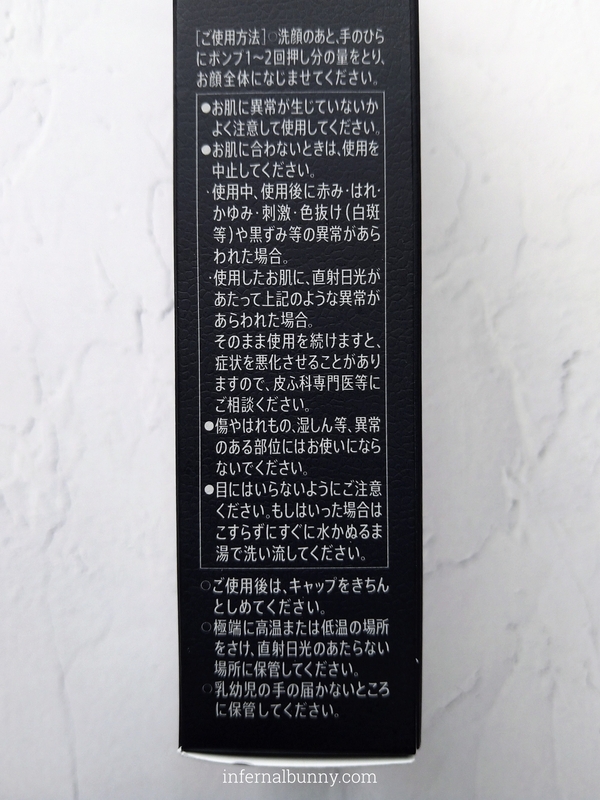 [ご使用方法]○洗顔のあと、手のひら
にポンプ1〜2回押し分の量をとり、
お顔全体になじませてください。
●お肌に異常が生じていないか
よく注意して使用してください。
●お肌に合わないときは、使用を
中止してください。
・使用中、使用後に赤み・はれ・
かゆみ・刺激・色抜け(白斑
等)や黒ずみ等の異常があら
われた場合。
・使用したお肌に、直射日光が
あたって上記のような異常が
あらわれた場合。
そのまま使用を続けますと、
症状を悪化させることがあり
ますので、皮ふ科専門医等に
ご相談ください。
●傷やはれもの、湿しん等、異常
のある部位にはお使いになら
ないでください。
●目にはいらないようにご注意
ください。もしはいった場合は
こすらずにすぐに水かぬるま
湯で洗い流してください。
○ご使用後は、キャップをきちん
としめてください。
○極端に高温または低温の場所
をさけ、直射日光のあたらない
場所に保管してください。
○乳幼児の手の届かないところ
に保管してください。
infernalbunny.com